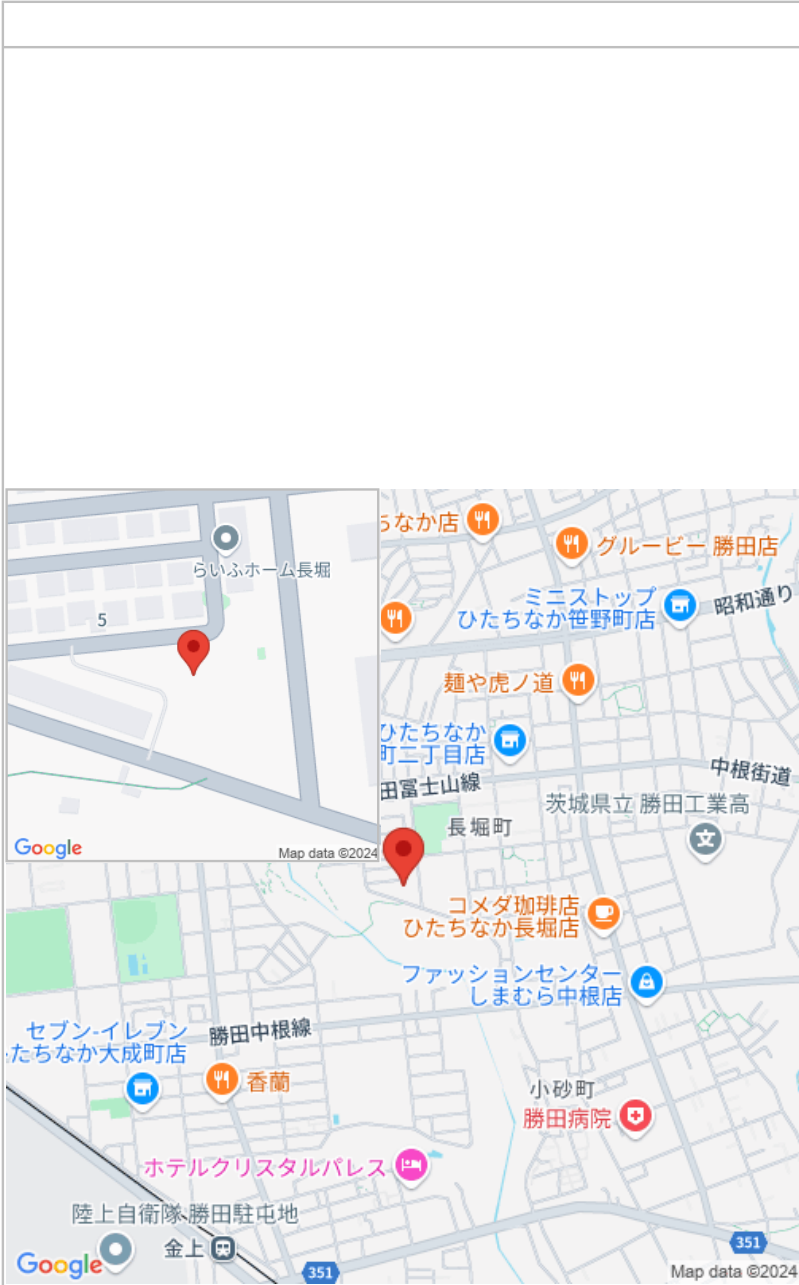 らいふホーム長堀
5
Google
Map data ©2024
ちなか店
グルービー 勝田店
ミニストップ
ひたちなか笹野町店
昭和通り
麺や虎ノ道
ひたちなか
町二丁目店
田冨士山線
中根街道
茨城県立 勝田工業高
長堀町
コメダ珈琲店
ひたちなか長堀店
ファッションセンター
しまむら中根店
セブン-イレブン
ひたちなか大成町店
勝田中根線
香蘭
小砂町
勝田病院
ホテルクリスタルパレス
陸上自衛隊 勝田駐屯地
金上
351
351
Google
Map data ©2024